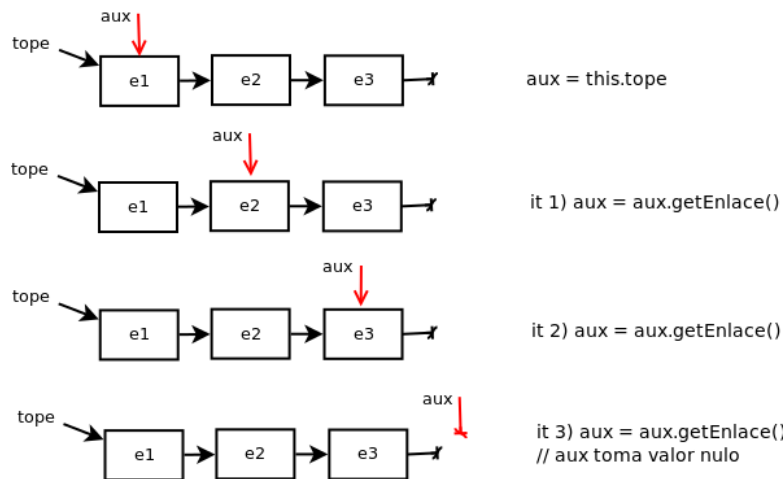 aux
tope
e1 e2 e3 aux = this.tope
aux
tope
e1 e2 e3 it 1) aux = aux.getEnlace()
aux
tope
e1 e2 e3 it 2) aux = aux.getEnlace()
aux
tope
e1 e2 e3 it 3) aux = aux.getEnlace()
// aux toma valor nulo